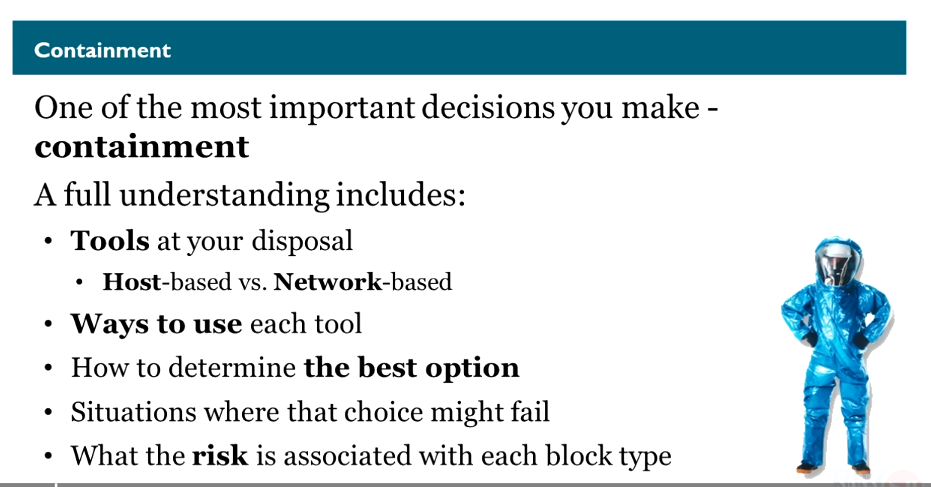 Containment
One of the most important decisions you make -
containment
A full understanding includes:
• Tools at your disposal
• Host-based vs. Network-based
• Ways to use each tool
• How to determine the best option
• Situations where that choice might fail
• What the risk is associated with each block type